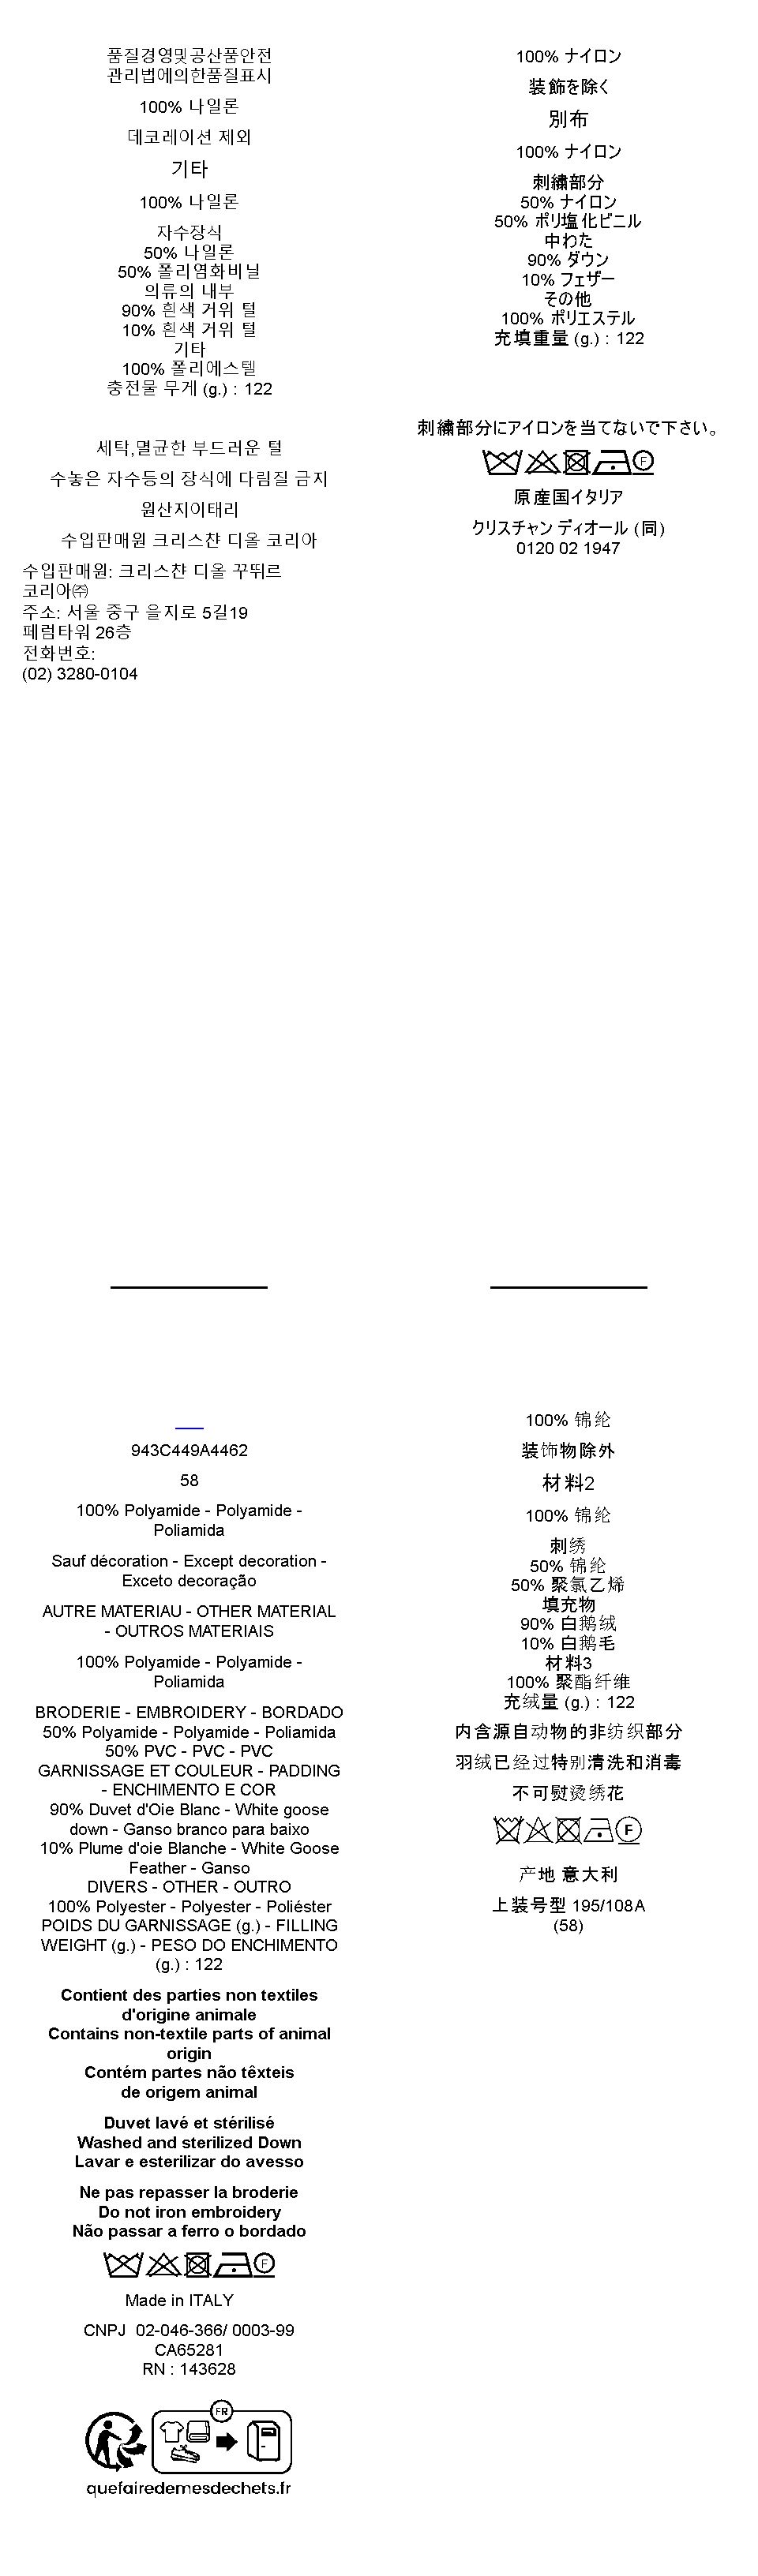 품질경영및공산품안전
관리법에의한품질표시
100% 나일론
데코레이션 제외
기타
100% 나일론
자수장식
50% 나일론
50% 폴리염화비닐
의류의 내부
90% 흰색 거위 털
10% 흰색 거위 털
기타
100% 폴리에스텔
충전물 무게 (g.) : 122
세탁,멸균한 부드러운 털
수놓은 자수등의 장식에 다림질 금지
원산지이태리
수입판매원 크리스챤 디올 코리아
수입판매원: 크리스챤 디올 꾸뛰르
코리아㈜
주소: 서울 중구 을지로 5길19
페럼타워 26층
전화번호:
(02) 3280-0104
100% ナイロン
装飾を除く
別布
100% ナイロン
刺繍部分
50% ナイロン
50% ポリ塩化ビニル
中わた
90% ダウン
10% フェザー
その他
100% ポリエステル
充填重量 (g.) : 122
刺繍部分にアイロンを当てないで下さい。
F
原産国イタリア
クリスチャン ディオール (同)
0120 02 1947
943C449A4462
58
100% Polyamide - Polyamide -
Poliamida
Sauf décoration - Except decoration -
Exceto decoração
AUTRE MATERIAU - OTHER MATERIAL
- OUTROS MATERIAIS
100% Polyamide - Polyamide -
Poliamida
BRODERIE - EMBROIDERY - BORDADO
50% Polyamide - Polyamide - Poliamida
50% PVC - PVC - PVC
GARNISSAGE ET COULEUR - PADDING
- ENCHIMENTO E COR
90% Duvet d'Oie Blanc - White goose
down - Ganso branco para baixo
10% Plume d'oie Blanche - White Goose
Feather - Ganso
DIVERS - OTHER - OUTRO
100% Polyester - Polyester - Poliéster
POIDS DU GARNISSAGE (g.) - FILLING
WEIGHT (g.) - PESO DO ENCHIMENTO
(g.) : 122
Contient des parties non textiles
d'origine animale
Contains non-textile parts of animal
origin
Contém partes não têxteis
de origem animal
Duvet lavé et stérilisé
Washed and sterilized Down
Lavar e esterilizar do avesso
Ne pas repasser la broderie
Do not iron embroidery
Não passar a ferro o bordado
F
Made in ITALY
CNPJ 02-046-366/ 0003-99
CA65281
RN : 143628
FR
quefairedemesdechets.fr
100% 锦纶
装饰物除外
材料2
100% 锦纶
刺绣
50% 锦纶
50% 聚氯乙烯
填充物
90% 白鹅绒
10% 白鹅毛
材料3
100% 聚酯纤维
充绒量 (g.) : 122
内含源自动物的非纺织部分
羽绒已经过特别清洗和消毒
不可熨烫绣花
F
产地 意大利
上装号型 195/108A
(58)